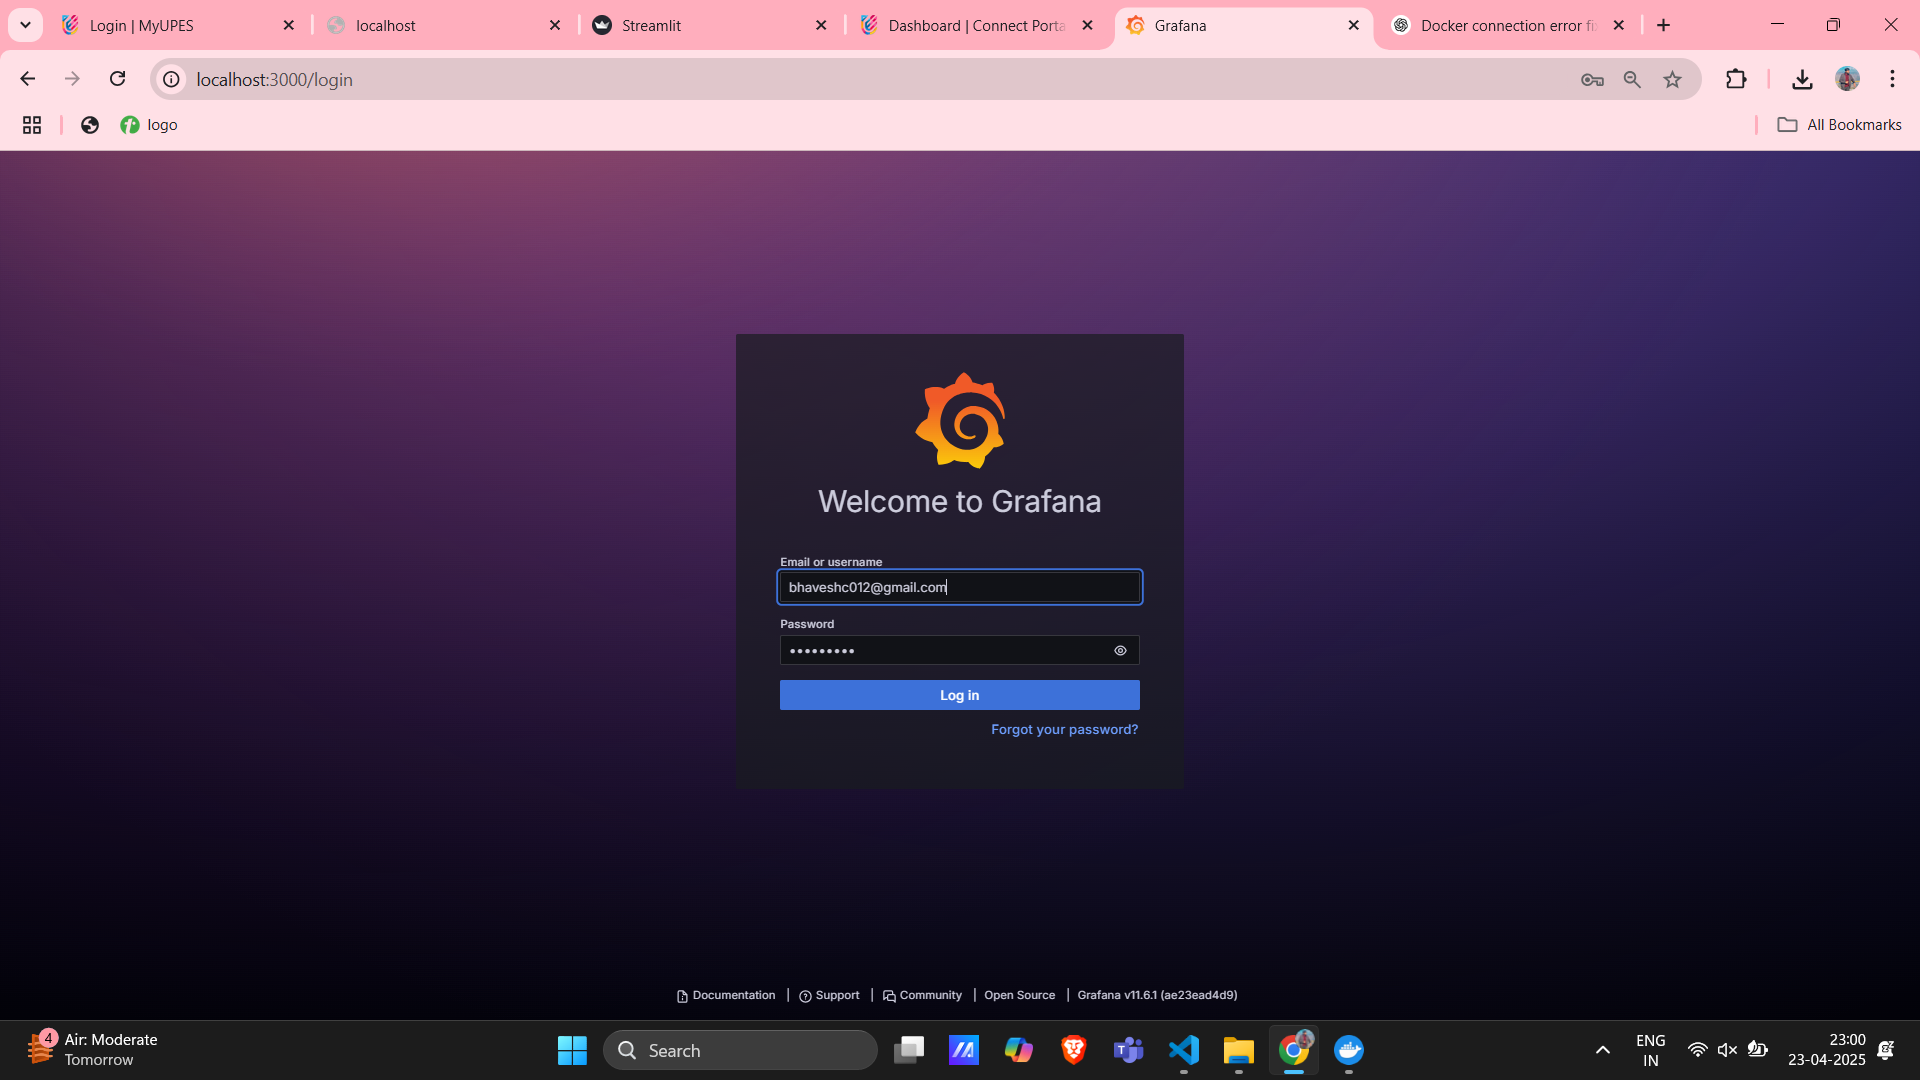 Login | MyUPES
localhost
Streamlit
Dashboard | Connect Porta
Grafana
Docker connection error fi
localhost:3000/login
logo
All Bookmarks
Welcome to Grafana
Email or username
bhaveshc012@gmail.com
Password
•••••••••
Log in
Forgot your password?
Documentation | Support | Community | Open Source | Grafana v11.6.1 (ae23ead4d9)
4
Air: Moderate
Tomorrow
Search
ENG
IN
23:00
23-04-2025